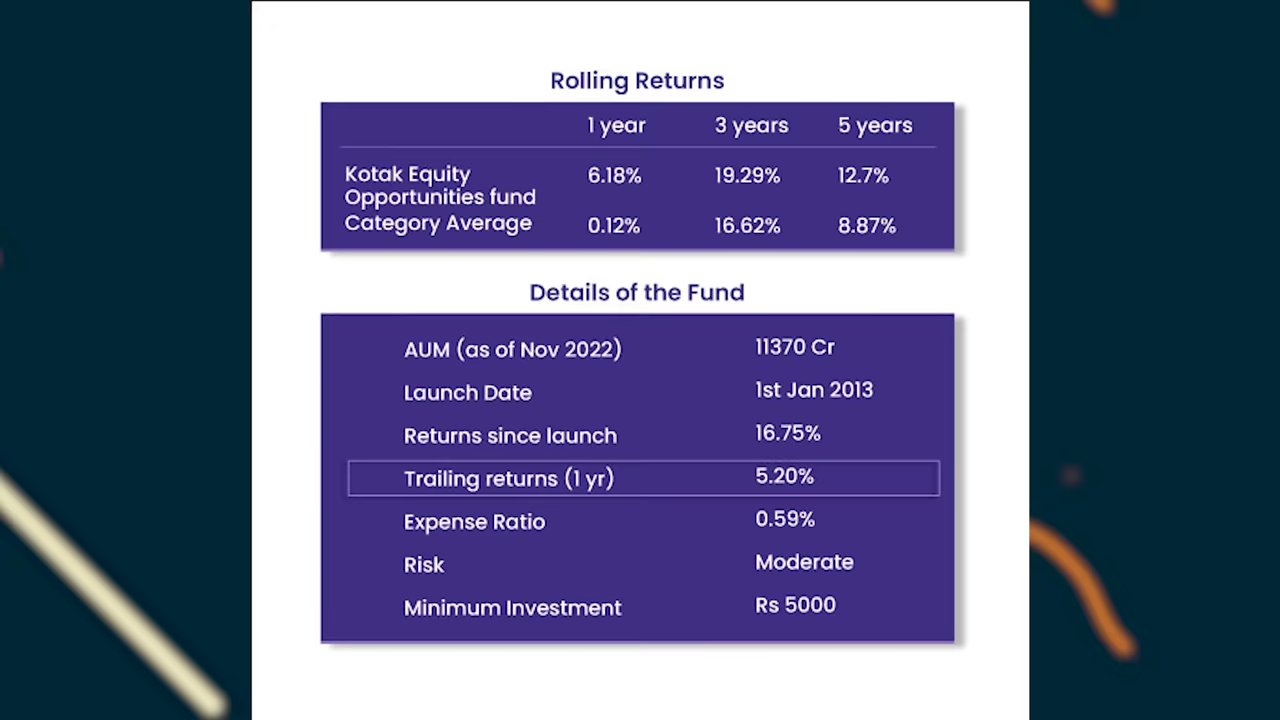 Rolling Returns
1 year 3 years 5 years
Kotak Equity 6.18% 19.29% 12.7%
Opportunities fund
Category Average 0.12% 16.62% 8.87%
Details of the Fund
AUM (as of Nov 2022) 11370 Cr
Launch Date 1st Jan 2013
Returns since launch 16.75%
Trailing returns (1 yr) 5.20%
Expense Ratio 0.59%
Risk Moderate
Minimum Investment Rs 5000